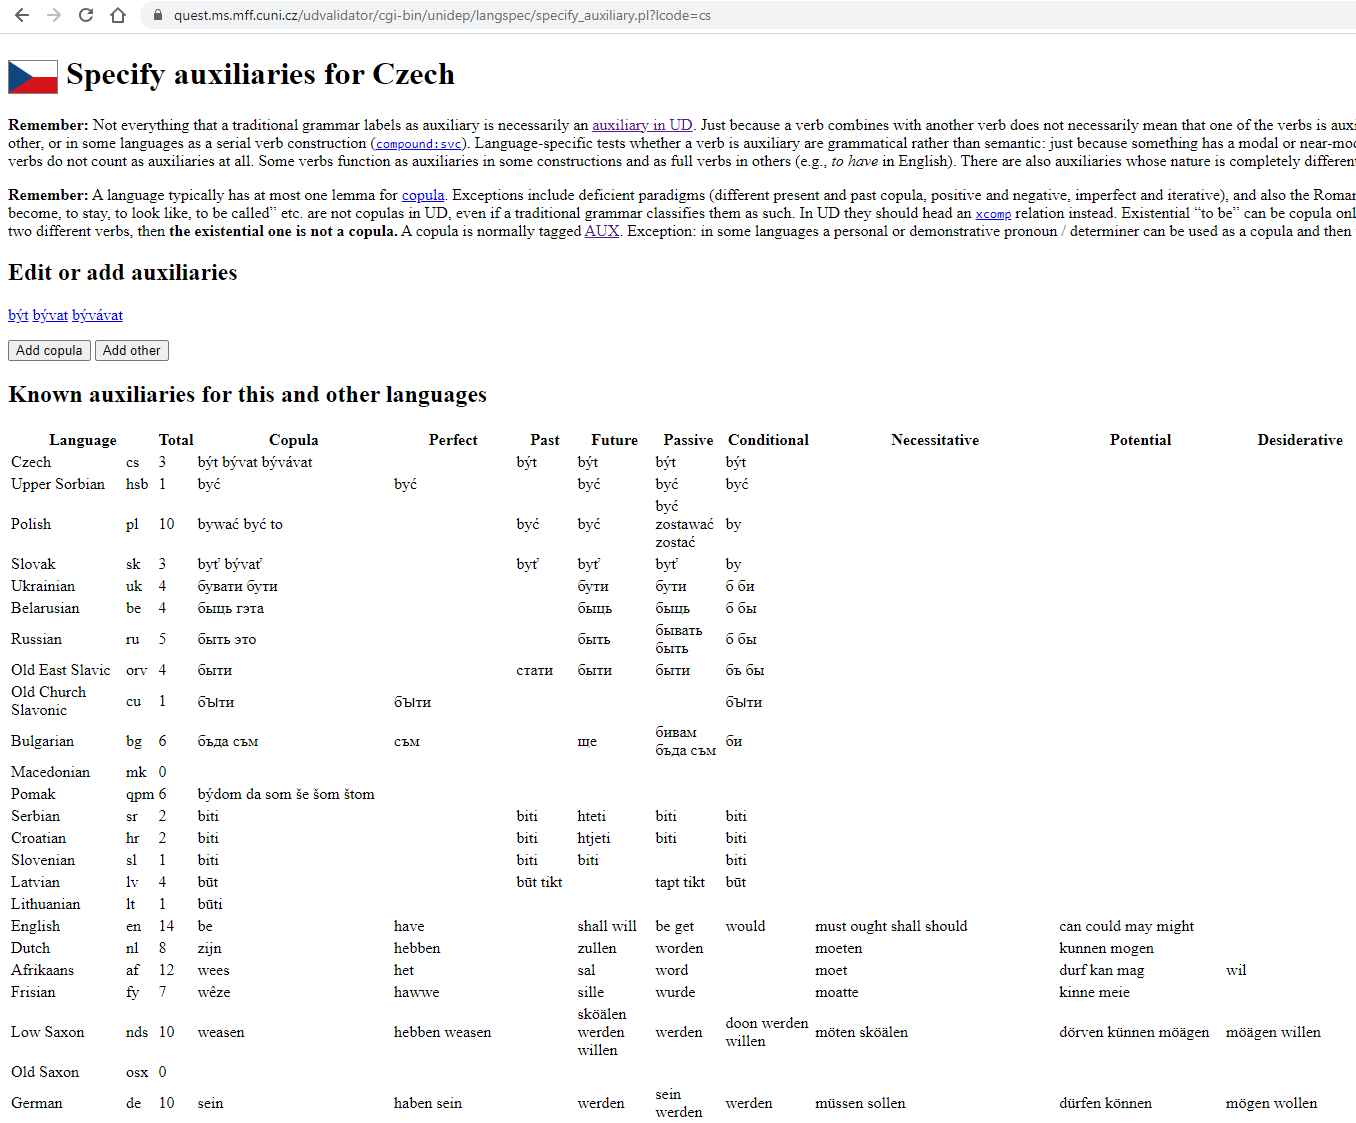 quest.ms.mff.cuni.cz/udvalidator/cgi-bin/unidep/langspec/specify_auxiliary.pl?lcode=cs
Specify auxiliaries for Czech
Remember: Not everything that a traditional grammar labels as auxiliary is necessarily an auxiliary in UD. Just because a verb combines with another verb does not necessarily mean that one of the verbs is aux
other, or in some languages as a serial verb construction (compound:svc). Language-specific tests whether a verb is auxiliary are grammatical rather than semantic: just because something has a modal or near-mo
verbs do not count as auxiliaries at all. Some verbs function as auxiliaries in some constructions and as full verbs in others (e.g., to have in English). There are also auxiliaries whose nature is completely differen
Remember: A language typically has at most one lemma for copula. Exceptions include deficient paradigms (different present and past copula, positive and negative, imperfect and iterative), and also the Roman
become, to stay, to look like, to be called” etc. are not copulas in UD, even if a traditional grammar classifies them as such. In UD they should head an xcomp relation instead. Existential “to be” can be copula onl
two different verbs, then the existential one is not a copula. A copula is normally tagged AUX. Exception: in some languages a personal or demonstrative pronoun / determiner can be used as a copula and then
Edit or add auxiliaries
být bývat bývávat
Add copula Add other
Known auxiliaries for this and other languages
Language Total Copula Perfect Past Future Passive Conditional Necessitative Potential Desiderative
Czech cs 3 být bývat bývávat být být být být
Upper Sorbian hsb 1 być być być być być
być
Polish pl 10 bywać być to być być zostawać by
zostać
Slovak sk 3 byť bývať byť byť byť by
Ukrainian uk 4 бувати бути бути бути б би
Belarusian be 4 быць гэта быць быць б бы
Russian ru 5 быть это быть бывать быть б бы
Old East Slavic orv 4 быти стати быти быти бъ бы
Old Church Slavonic cu 1 бꙑти бꙑти бꙑти
Bulgarian bg 6 бъда съм съм ще бивам бъда съм би
Macedonian mk 0
Pomak qpm 6 býdom da som še šom štom
Serbian sr 2 biti biti hteti biti biti
Croatian hr 2 biti biti htjeti biti biti
Slovenian sl 1 biti biti biti biti
Latvian lv 4 būt būt tikt tapt tikt būt
Lithuanian lt 1 būti
English en 14 be have shall will be get would must ought shall should can could may might
Dutch nl 8 zijn hebben zullen worden moeten kunnen mogen
Afrikaans af 12 wees het sal word moet durf kan mag wil
Frisian fy 7 wêze hawwe sille wurde moatte kinne meie
Low Saxon nds 10 weasen hebben weasen sköälen werden willen werden doon werden willen möten sköälen dörven künnen möägen möägen willen
Old Saxon osx 0
German de 10 sein haben sein werden sein werden werden müssen sollen dürfen können mögen wollen